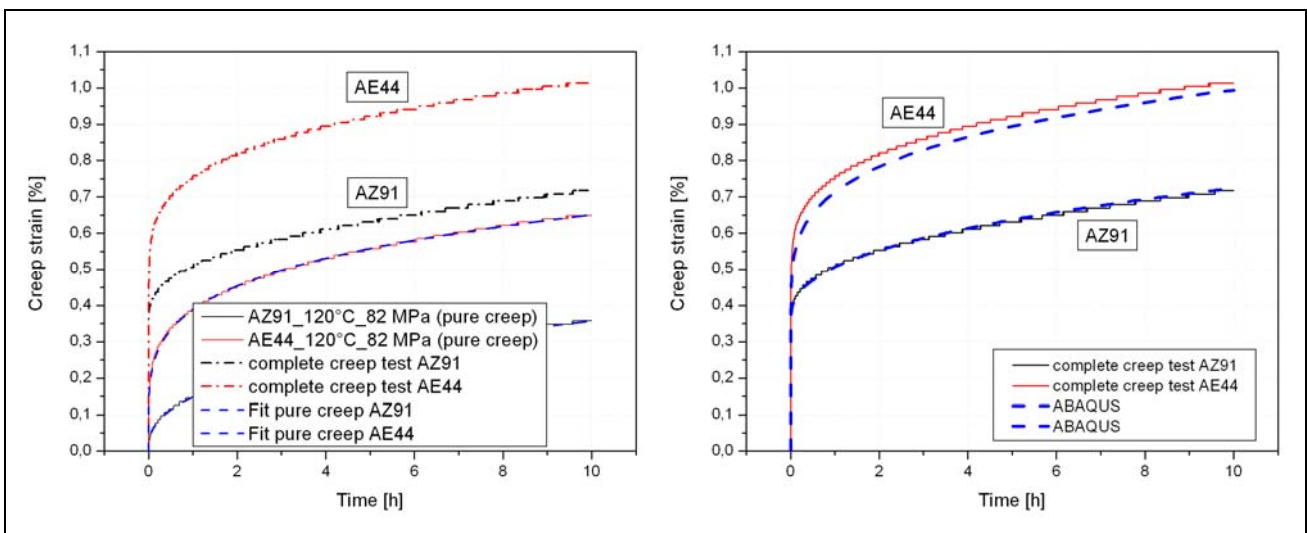 1,1
1,0
0,9
0,8
0,7
0,6
0,5
0,4
0,3
0,2
0,1
0,0
Creep strain [%]
AE44
AZ91
AZ91_120°C_82 MPa (pure creep)
AE44_120°C_82 MPa (pure creep)
complete creep test AZ91
complete creep test AE44
Fit pure creep AZ91
Fit pure creep AE44
0 2 4 6 8 10
Time [h]
1,1
1,0
0,9
0,8
0,7
0,6
0,5
0,4
0,3
0,2
0,1
0,0
Creep strain [%]
AE44
AZ91
complete creep test AZ91
complete creep test AE44
ABAQUS
ABAQUS
0 2 4 6 8 10
Time [h]